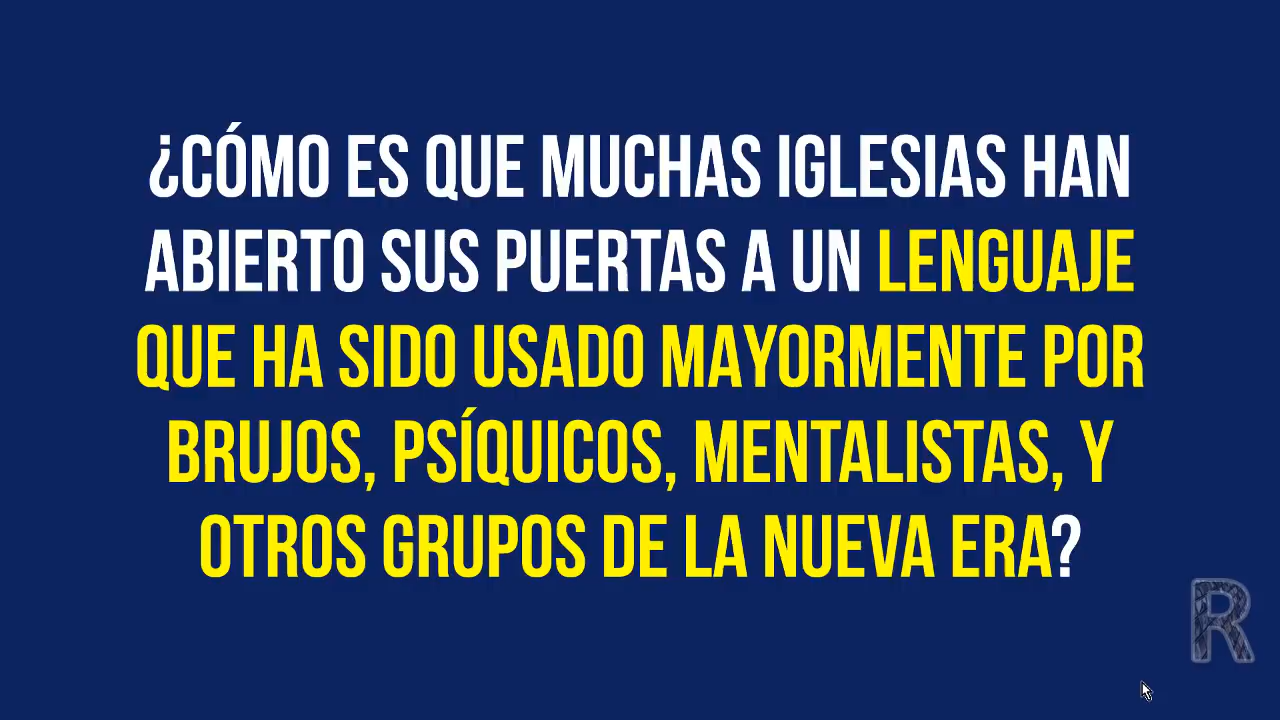 ¿CÓMO ES QUE MUCHAS IGLESIAS HAN
ABIERTO SUS PUERTAS A UN LENGUAJE
QUE HA SIDO USADO MAYORMENTE POR
BRUJOS, PSÍQUICOS, MENTALISTAS, Y
OTROS GRUPOS DE LA NUEVA ERA?
R